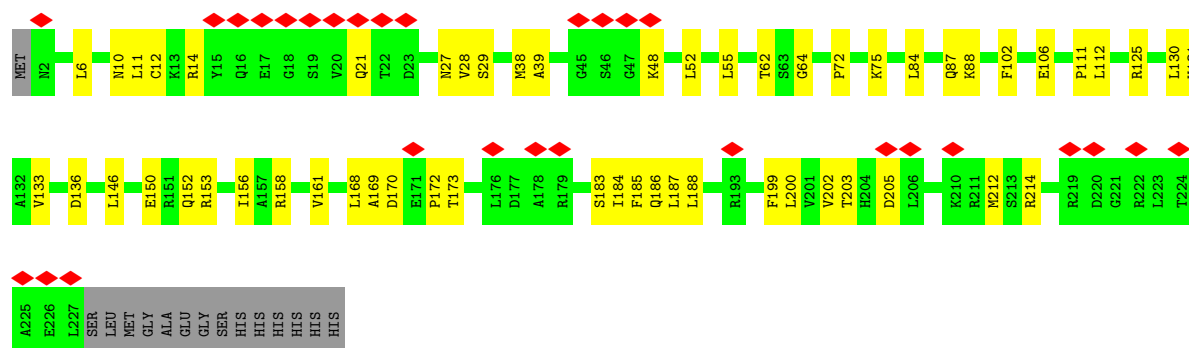 MET N2 L6 N10 L11 C12 K13 R14 Y15 Q16 E17 G18 S19 V20 Q21 T22 D23 N27 V28 S29 M38 A39 G45 S46 G47 K48 L52 L55 T62 S63 G64 P72 K75 L84 Q87 K88 F102 E106 P111 L112 R125 L130
A132 V133 D136 L146 E150 R151 Q152 R153 I156 A157 R158 V161 L168 A169 D170 E171 P172 T173 L176 D177 A178 R179 S183 I184 F185 Q186 L187 L188 R193 F199 L200 V201 V202 T203 H204 D205 L206 K210 R211 M212 S213 R214 R219 D220 G221 R222 L223 T224
A225 E226 L227 SER LEU MET GLY ALA GLU GLY SER HIS HIS HIS HIS HIS HIS